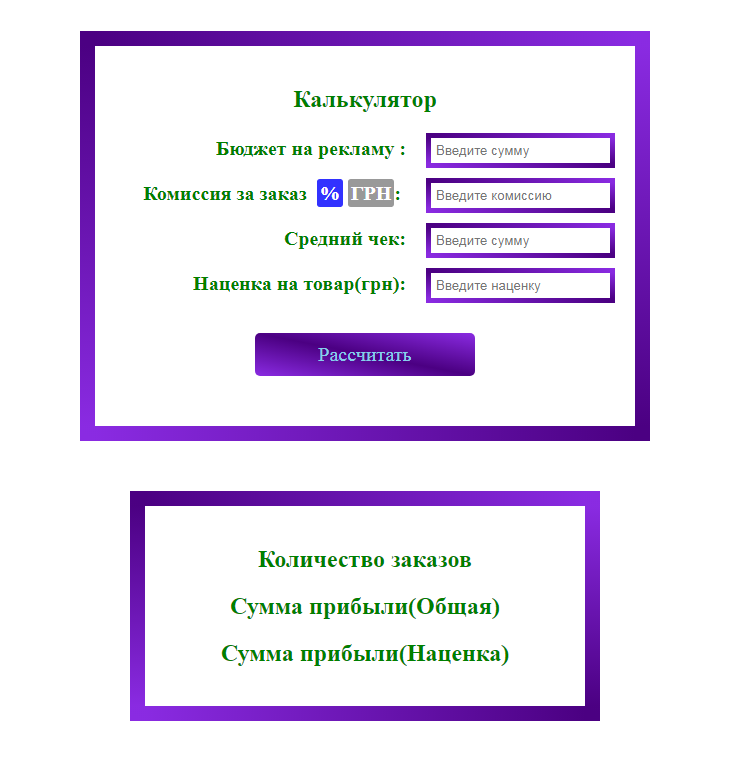 Калькулятор
Бюджет на рекламу : Введите сумму
Комиссия за заказ % ГРН: Введите комиссию
Средний чек: Введите сумму
Наценка на товар(грн): Введите наценку
Рассчитать
Количество заказов
Сумма прибыли(Общая)
Сумма прибыли(Наценка)